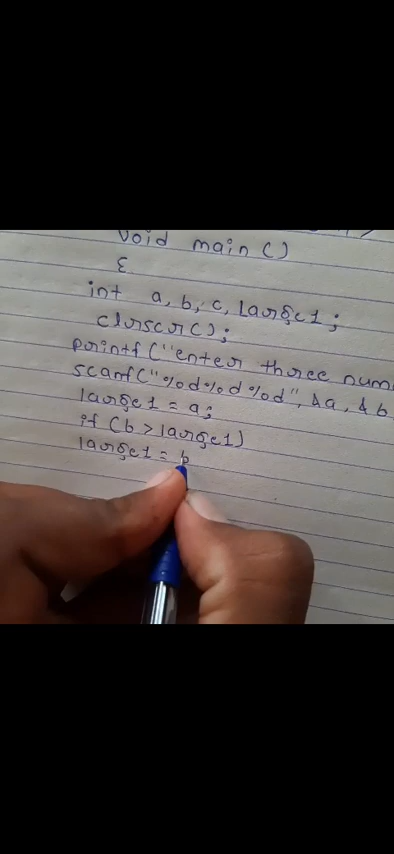 void main ()
{
int a, b, c, large1;
clrscr();
printf ("enter three num
scanf("%d%d%d", &a, &b
large1 = a;
if (b > large1)
large1 = b